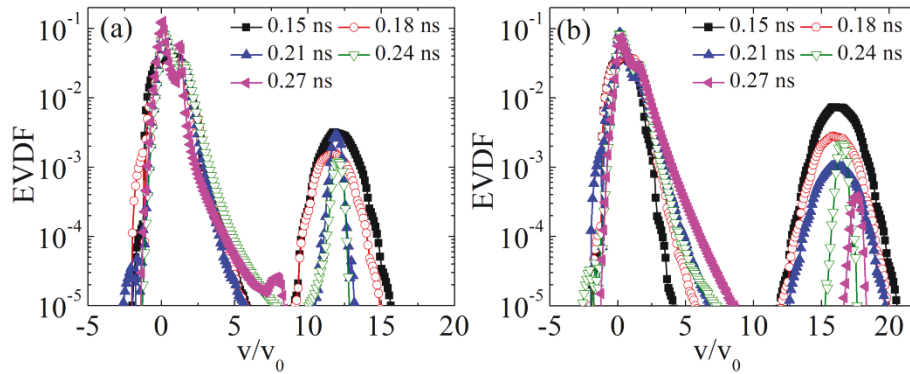 (a)
0.15 ns 0.18 ns
0.21 ns 0.24 ns
0.27 ns
EVDF
10⁻¹
10⁻²
10⁻³
10⁻⁴
10⁻⁵
-5 0 5 10 15 20
v/v₀
(b)
0.15 ns 0.18 ns
0.21 ns 0.24 ns
0.27 ns
EVDF
10⁻¹
10⁻²
10⁻³
10⁻⁴
10⁻⁵
-5 0 5 10 15 20
v/v₀